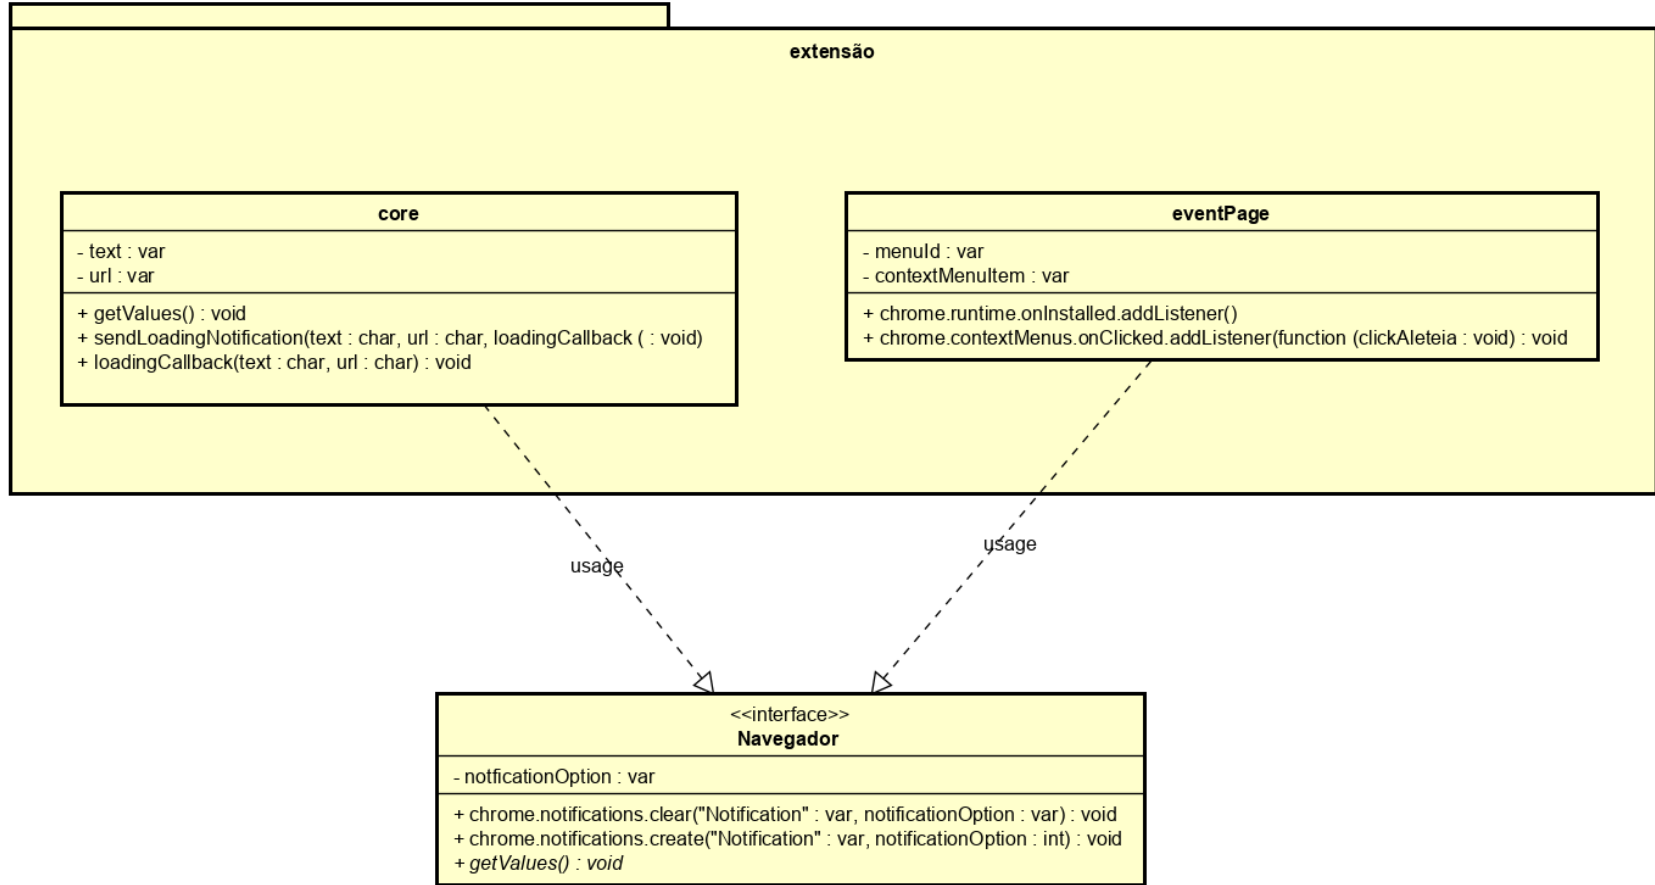 extensão
core
- text : var
- url : var
+ getValues() : void
+ sendLoadingNotification(text : char, url : char, loadingCallback ( : void)
+ loadingCallback(text : char, url : char) : void
eventPage
- menuId : var
- contextMenuItem : var
+ chrome.runtime.onInstalled.addListener()
+ chrome.contextMenus.onClicked.addListener(function (clickAleteia : void) : void
usage
usage
<<interface>>
Navegador
- notficationOption : var
+ chrome.notifications.clear("Notification" : var, notificationOption : var) : void
+ chrome.notifications.create("Notification" : var, notificationOption : int) : void
+ getValues() : void